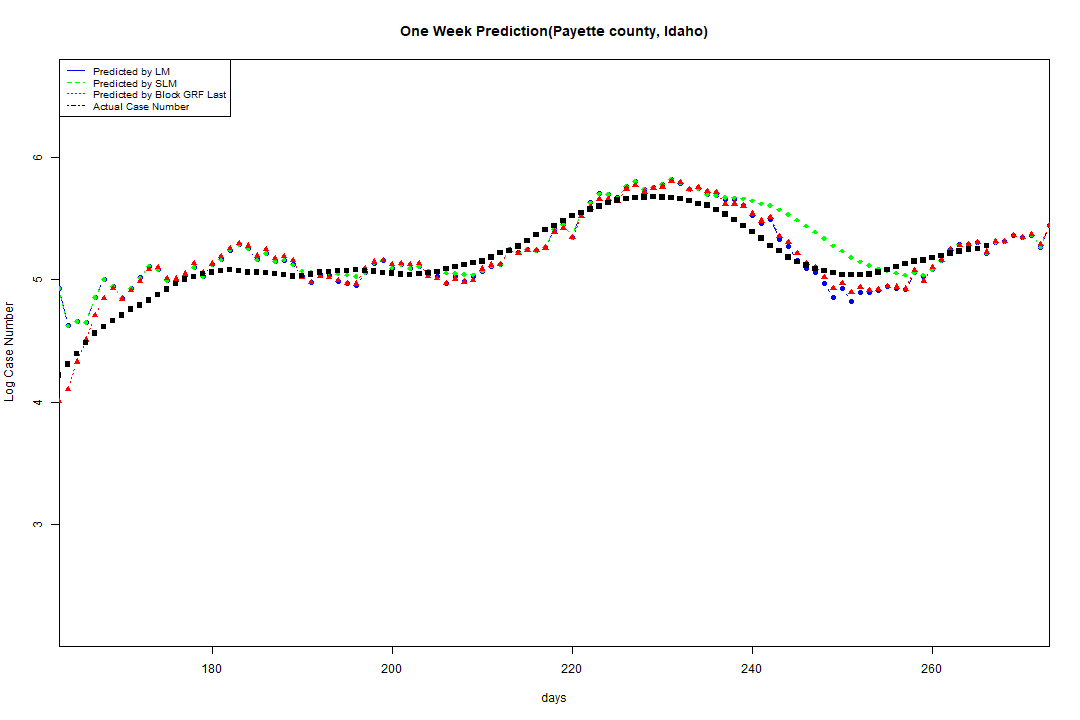 One Week Prediction(Payette county, Idaho)
Predicted by LM
Predicted by SLM
Predicted by Block GRF Last
Actual Case Number
6
5
4
3
Log Case Number
180 200 220 240 260
days